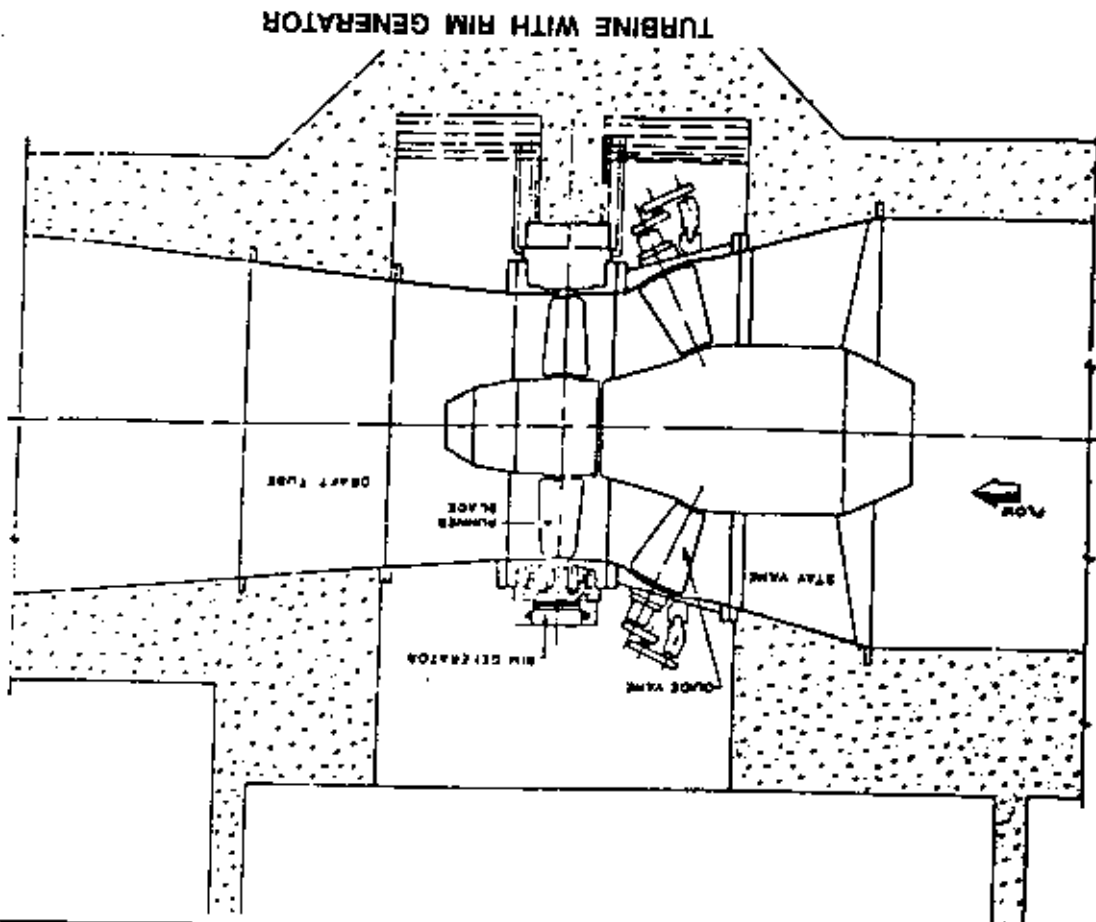 GUIDE VANE
RIM GENERATOR
STAY VANE
RUNNER
BLADE
FLOW
DRAFT TUBE
TURBINE WITH RIM GENERATOR